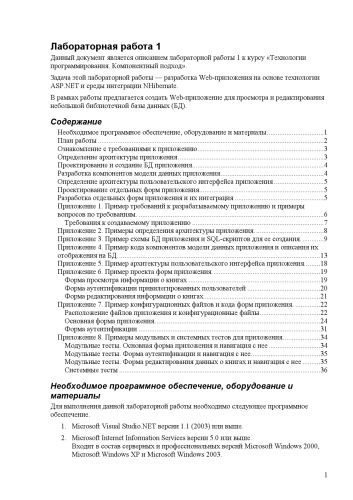 Лабораторная работа 1
Данный документ является описанием лабораторной работы 1 к курсу «Технологии
программирования. Компонентный подход».
Задача этой лабораторной работы — разработка Web-приложения на основе технологии
ASP.NET и среды интеграции NHibernate.
В рамках работы предлагается создать Web-приложение для просмотра и редактирования
небольшой библиотечной базы данных (БД).
Содержание
Необходимое программное обеспечение, оборудование и материалы..............................1
План работы...............................2
Ознакомление с требованиями к приложению...............................3
Определение архитектуры приложения...............................3
Проектирование и создание БД приложения...............................4
Разработка компонентов модели данных приложения...............................4
Определение архитектуры пользовательского интерфейса приложения...............................5
Проектирование отдельных форм приложения...............................5
Разработка отдельных форм приложения и их интеграция...............................5
Приложение 1. Пример требований к разрабатываемому приложению и примеры
вопросов по требованиям...............................6
Требования к создаваемому приложению...............................7
Приложение 2. Примеры определения архитектуры приложения...............................8
Приложение 3. Пример схемы БД приложения и SQL-скриптов для ее создания...............9
Приложение 4. Пример кода компонентов модели данных приложения и описания их
отображения на БД...............................13
Приложение 5. Пример архитектуры пользовательского интерфейса приложения..........18
Приложение 6. Пример проекта форм приложения...............................19
Форма просмотра информации о книгах...............................19
Форма аутентификации привилегированного пользователя...............................20
Форма редактирования информации о книгах...............................21
Приложение 7. Пример конфигурационных файлов и кода форм приложения...............22
Расположение файлов приложения и конфигурационные файлы...............................22
Основная форма приложения...............................24
Форма аутентификации...............................31
Приложение 8. Примеры модульных и системных тестов для приложения...............34
Модульные тесты. Основная форма приложения и навигация с нее...............................34
Модульные тесты. Форма аутентификации и навигация с нее...............................35
Модульные тесты. Форма редактирования данных о книгах и навигация с нее..........35
Системные тесты...............................36
Необходимое программное обеспечение, оборудование и
материалы
Для выполнения данной лабораторной работы необходимо следующее программное
обеспечение.
1. Microsoft Visual Studio.NET версии 1.1 (2003) или выше.
2. Microsoft Internet Information Services версии 5.0 или выше.
Входит в состав серверных и профессиональных версий Microsoft Windows 2000,
Microsoft Windows XP и Microsoft Windows 2003.
1